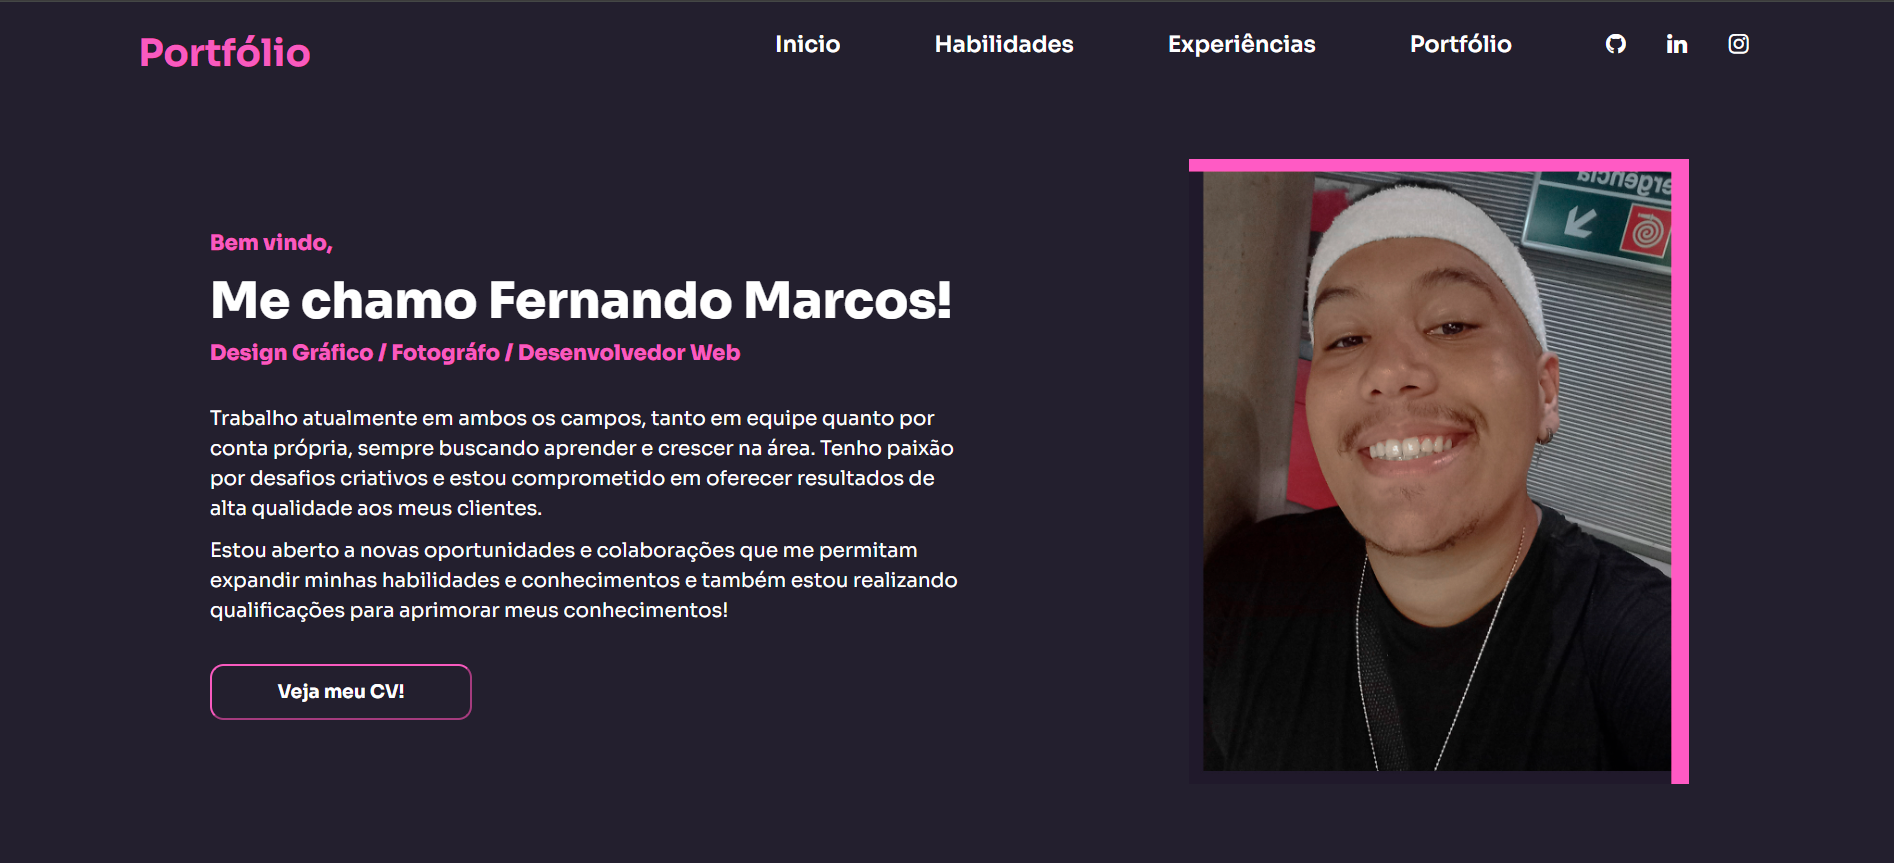 Portfólio
Inicio
Habilidades
Experiências
Portfólio
Bem vindo,
Me chamo Fernando Marcos!
Design Gráfico / Fotográfo / Desenvolvedor Web
Trabalho atualmente em ambos os campos, tanto em equipe quanto por
conta própria, sempre buscando aprender e crescer na área. Tenho paixão
por desafios criativos e estou comprometido em oferecer resultados de
alta qualidade aos meus clientes.
Estou aberto a novas oportunidades e colaborações que me permitam
expandir minhas habilidades e conhecimentos e também estou realizando
qualificações para aprimorar meus conhecimentos!
Veja meu CV!